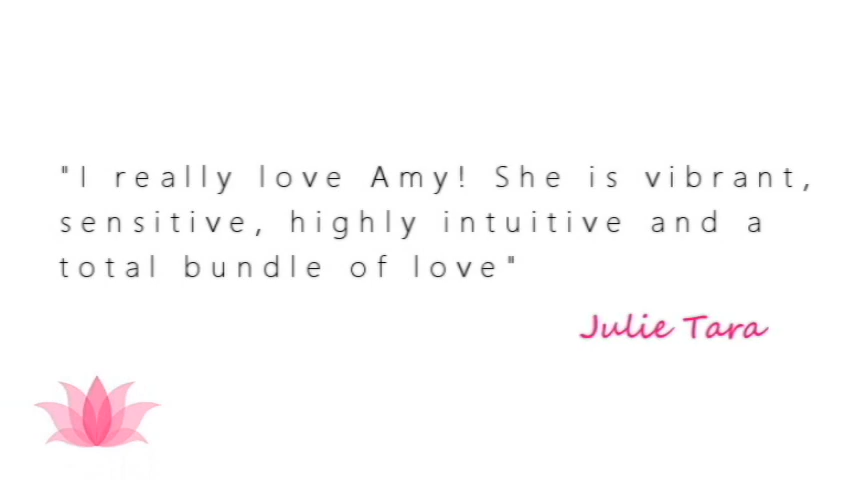 "I really love Amy! She is vibrant,
sensitive, highly intuitive and a
total bundle of love"
Julie Tara